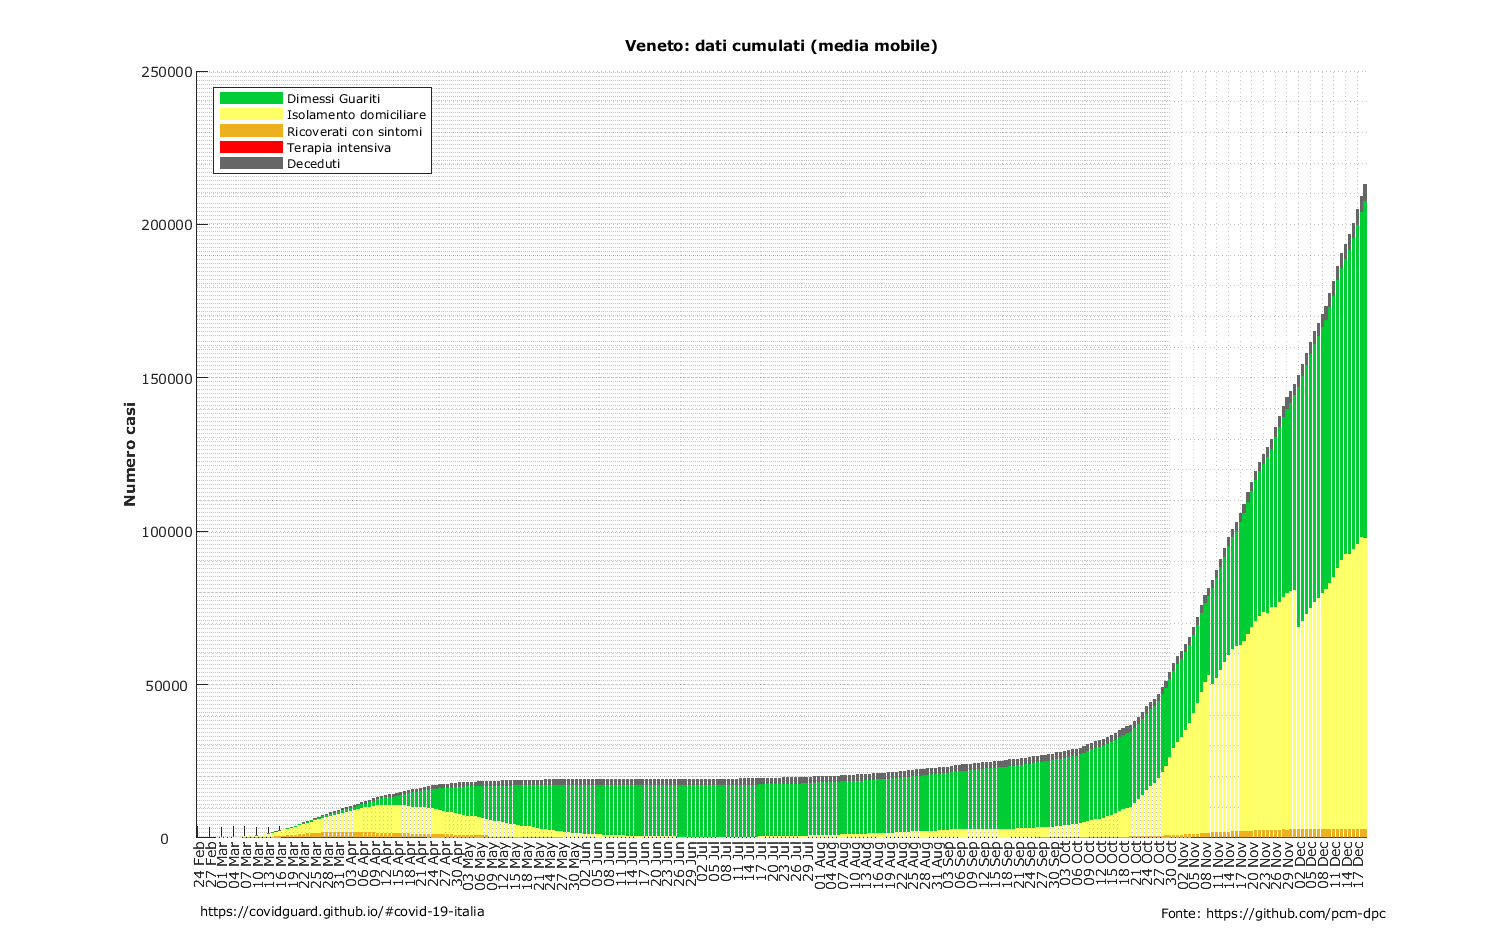 Veneto: dati cumulati (media mobile)
250000
200000
150000
100000
50000
0
Numero casi
Dimessi Guariti
Isolamento domiciliare
Ricoverati con sintomi
Terapia intensiva
Deceduti
24 Feb
27 Feb
01 Mar
04 Mar
07 Mar
10 Mar
13 Mar
16 Mar
19 Mar
22 Mar
25 Mar
28 Mar
31 Mar
03 Apr
06 Apr
09 Apr
12 Apr
15 Apr
18 Apr
21 Apr
24 Apr
27 Apr
30 Apr
03 May
06 May
09 May
12 May
15 May
18 May
21 May
24 May
27 May
30 May
02 Jun
05 Jun
08 Jun
11 Jun
14 Jun
17 Jun
20 Jun
23 Jun
26 Jun
29 Jun
02 Jul
05 Jul
08 Jul
11 Jul
14 Jul
17 Jul
20 Jul
23 Jul
26 Jul
29 Jul
01 Aug
04 Aug
07 Aug
10 Aug
13 Aug
16 Aug
19 Aug
22 Aug
25 Aug
28 Aug
31 Aug
03 Sep
06 Sep
09 Sep
12 Sep
15 Sep
18 Sep
21 Sep
24 Sep
27 Sep
30 Sep
03 Oct
06 Oct
09 Oct
12 Oct
15 Oct
18 Oct
21 Oct
24 Oct
27 Oct
30 Oct
02 Nov
05 Nov
08 Nov
11 Nov
14 Nov
17 Nov
20 Nov
23 Nov
26 Nov
29 Nov
02 Dec
05 Dec
08 Dec
11 Dec
14 Dec
17 Dec
https://covidguard.github.io/#covid-19-italia
Fonte: https://github.com/pcm-dpc